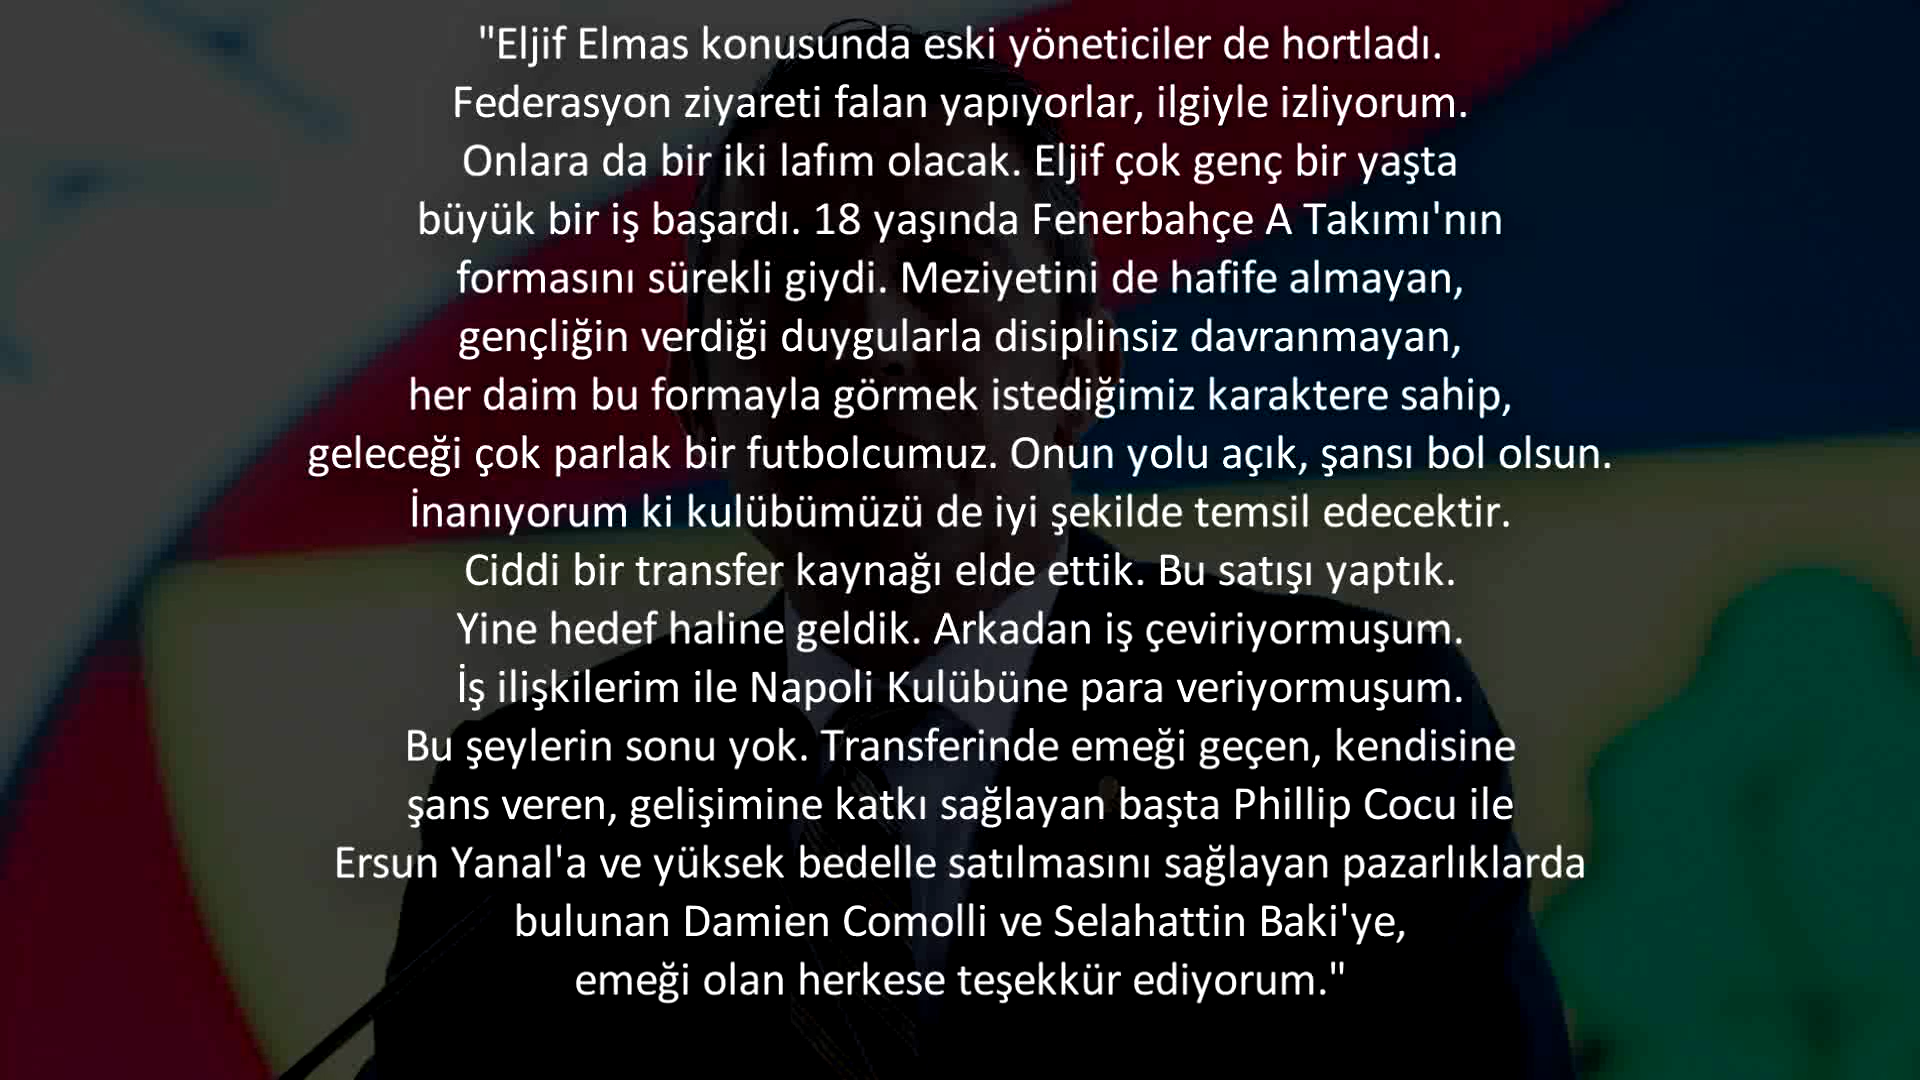 "Eljif Elmas konusunda eski yöneticiler de hortladı.
Federasyon ziyareti falan yapıyorlar, ilgiyle izliyorum.
Onlara da bir iki lafım olacak. Eljif çok genç bir yaşta
büyük bir iş başardı. 18 yaşında Fenerbahçe A Takımı'nın
formasını sürekli giydi. Meziyetini de hafife almayan,
gençliğin verdiği duygularla disiplinsiz davranmayan,
her daim bu formayla görmek istediğimiz karaktere sahip,
geleceği çok parlak bir futbolcumuz. Onun yolu açık, şansı bol olsun.
İnanıyorum ki kulübümüzü de iyi şekilde temsil edecektir.
Ciddi bir transfer kaynağı elde ettik. Bu satışı yaptık.
Yine hedef haline geldik. Arkadan iş çeviriyormuşum.
İş ilişkilerim ile Napoli Kulübüne para veriyormuşum.
Bu şeylerin sonu yok. Transferinde emeği geçen, kendisine
şans veren, gelişimine katkı sağlayan başta Phillip Cocu ile
Ersun Yanal'a ve yüksek bedelle satılmasını sağlayan pazarlıklarda
bulunan Damien Comolli ve Selahattin Baki'ye,
emeği olan herkese teşekkür ediyorum."